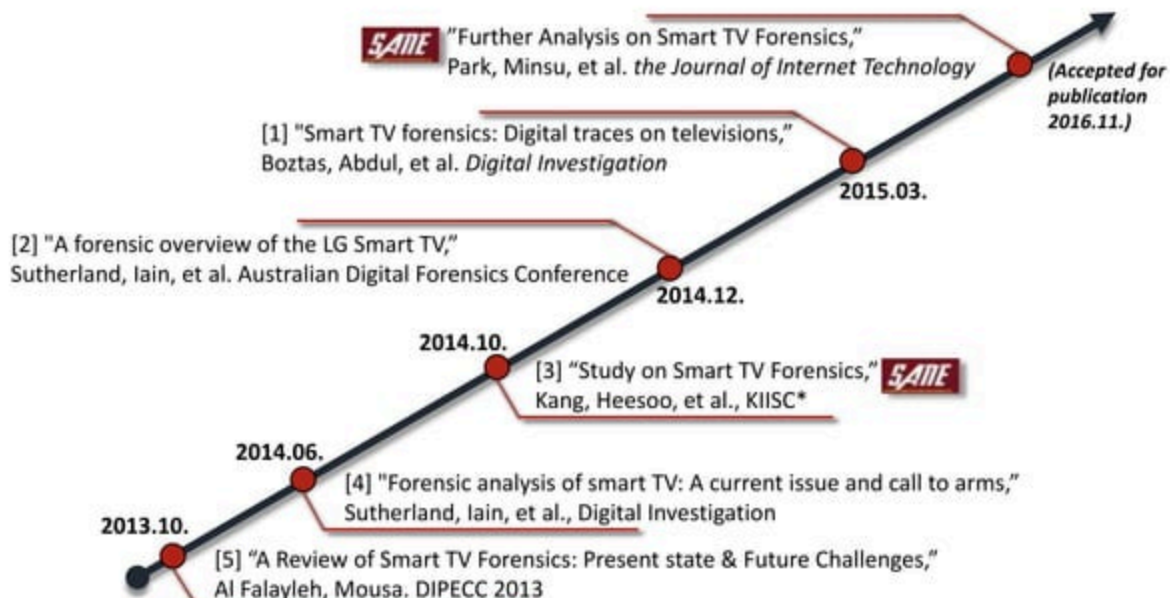 SANE "Further Analysis on Smart TV Forensics,"
Park, Minsu, et al. the Journal of Internet Technology
(Accepted for
publication
2016.11.)
[1] "Smart TV forensics: Digital traces on televisions,"
Boztas, Abdul, et al. Digital Investigation
2015.03.
[2] "A forensic overview of the LG Smart TV,"
Sutherland, Iain, et al. Australian Digital Forensics Conference
2014.12.
2014.10.
[3] “Study on Smart TV Forensics,” SANE
Kang, Heesoo, et al., KIISC*
2014.06.
[4] "Forensic analysis of smart TV: A current issue and call to arms,”
Sutherland, Iain, et al., Digital Investigation
2013.10.
[5] “A Review of Smart TV Forensics: Present state & Future Challenges,”
Al Falayleh, Mousa. DIPECC 2013